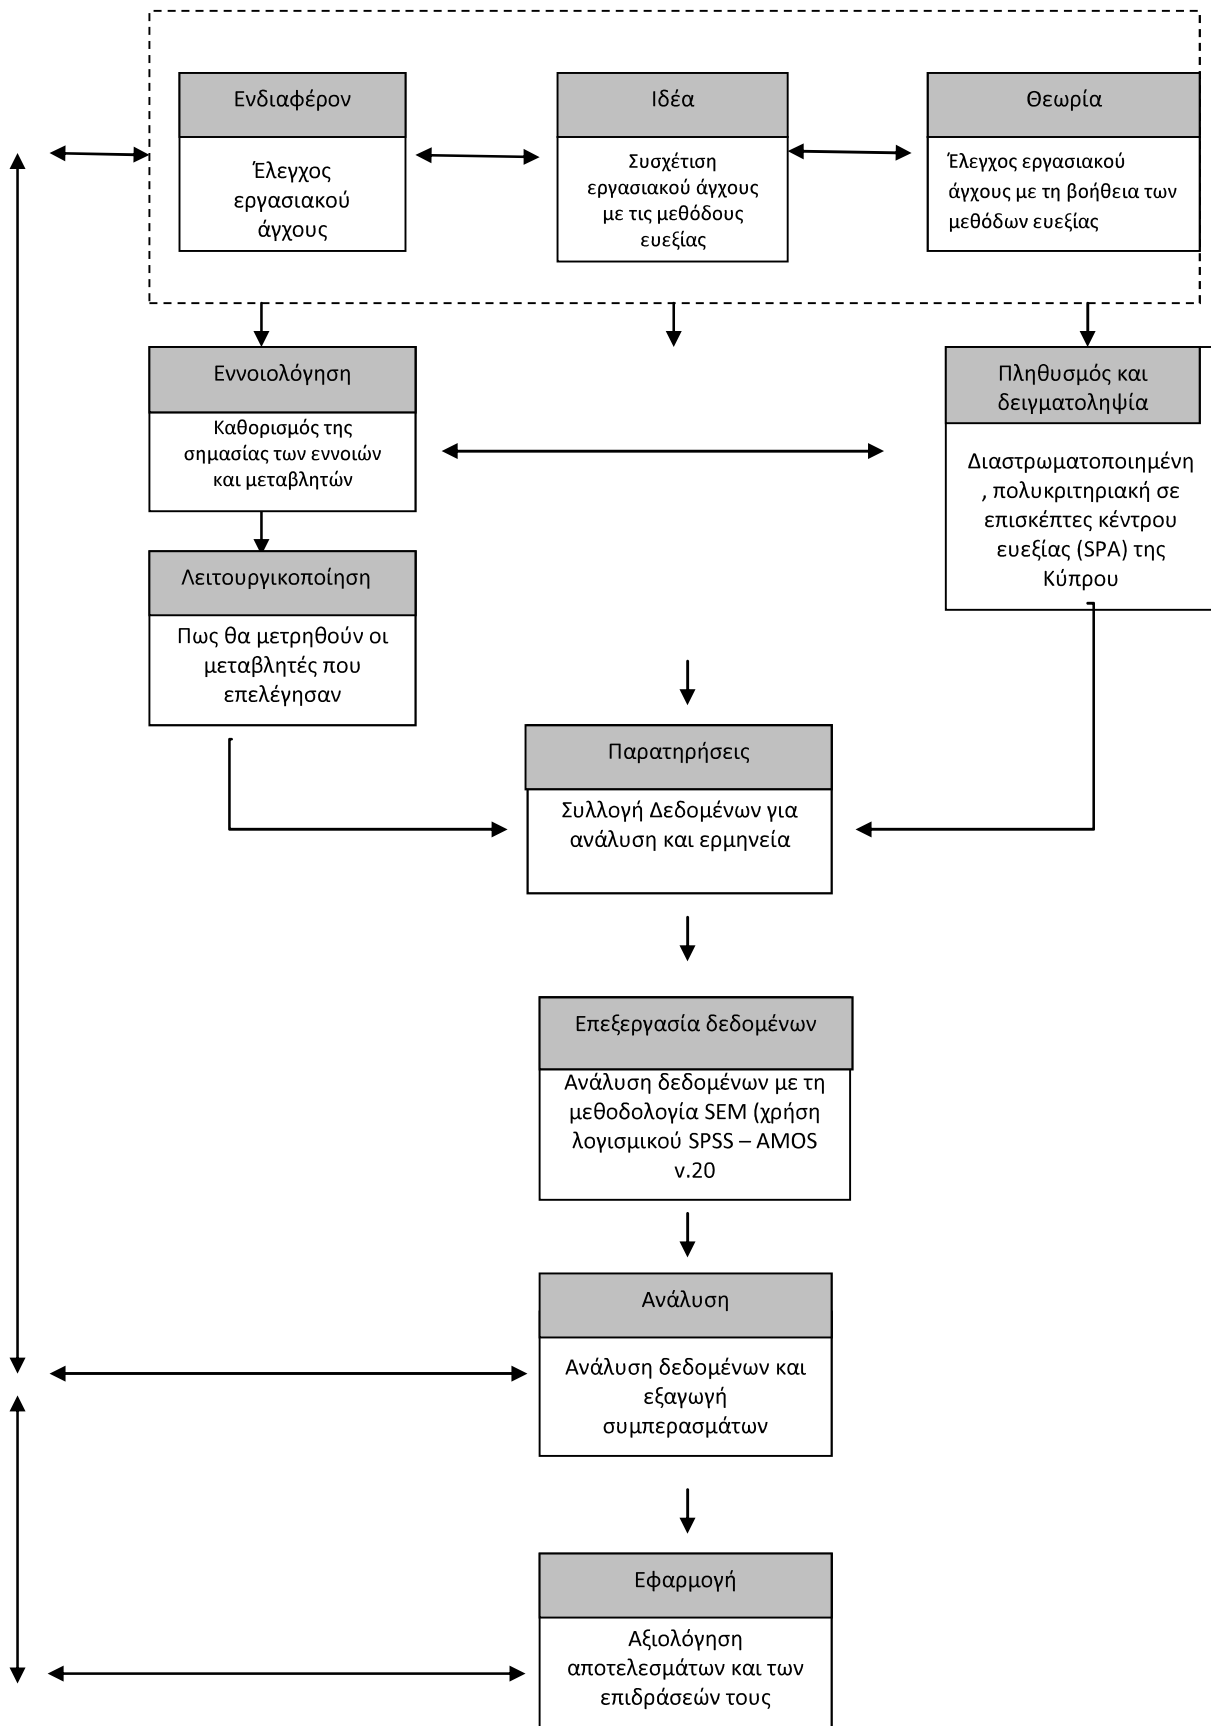 Ενδιαφέρον
Έλεγχος
εργασιακού
άγχους
Ιδέα
Συσχέτιση
εργασιακού άγχους
με τις μεθόδους
ευεξίας
Θεωρία
Έλεγχος εργασιακού
άγχους με τη βοήθεια των
μεθόδων ευεξίας
Εννοιολόγηση
Καθορισμός της
σημασίας των εννοιών
και μεταβλητών
Πληθυσμός και
δειγματοληψία
Διαστρωματοποιημένη
, πολυκριτηριακή σε
επισκέπτες κέντρου
ευεξίας (SPA) της
Κύπρου
Λειτουργικοποίηση
Πως θα μετρηθούν οι
μεταβλητές που
επελέγησαν
Παρατηρήσεις
Συλλογή Δεδομένων για
ανάλυση και ερμηνεία
Επεξεργασία δεδομένων
Ανάλυση δεδομένων με τη
μεθοδολογία SEM (χρήση
λογισμικού SPSS – AMOS
v.20
Ανάλυση
Ανάλυση δεδομένων και
εξαγωγή
συμπερασμάτων
Εφαρμογή
Αξιολόγηση
αποτελεσμάτων και των
επιδράσεών τους